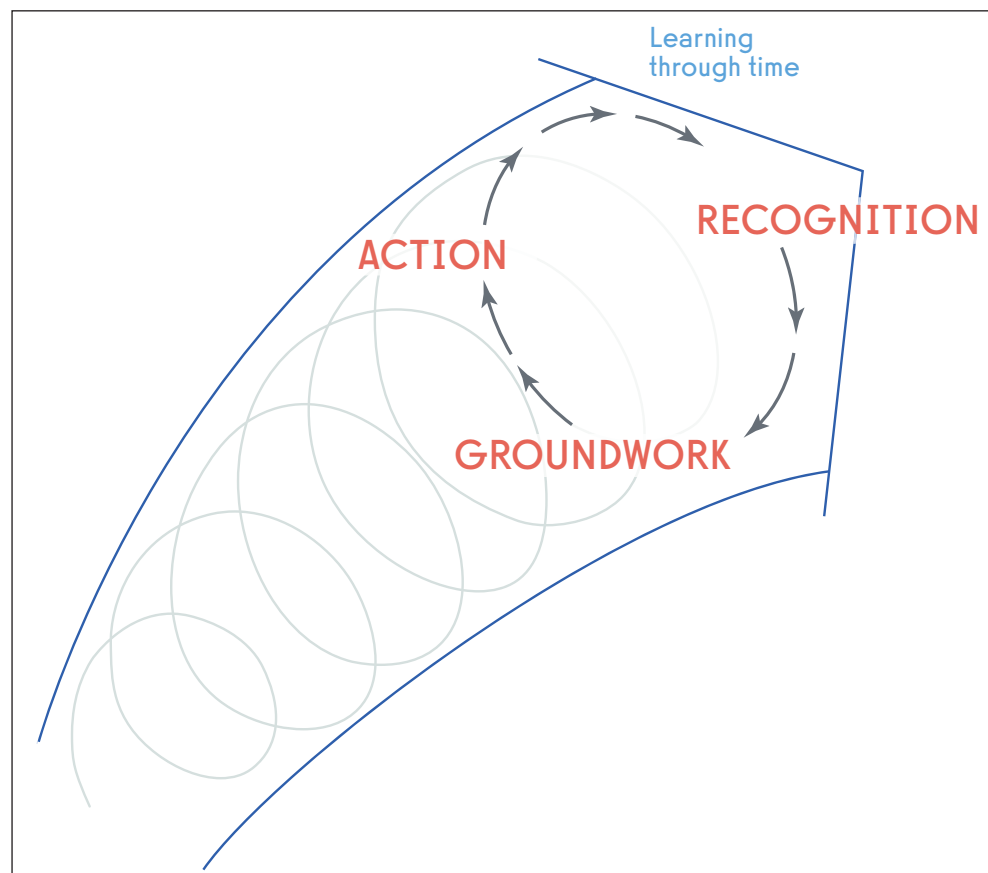 Learning
through time
RECOGNITION
ACTION
GROUNDWORK